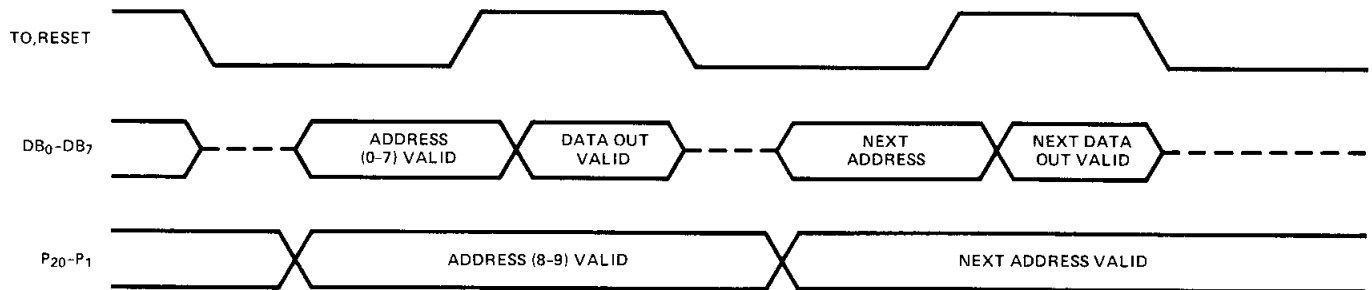 TO,RESET
DB0-DB7
ADDRESS
(0-7) VALID
DATA OUT
VALID
NEXT
ADDRESS
NEXT DATA
OUT VALID
P20-P1
ADDRESS (8-9) VALID
NEXT ADDRESS VALID